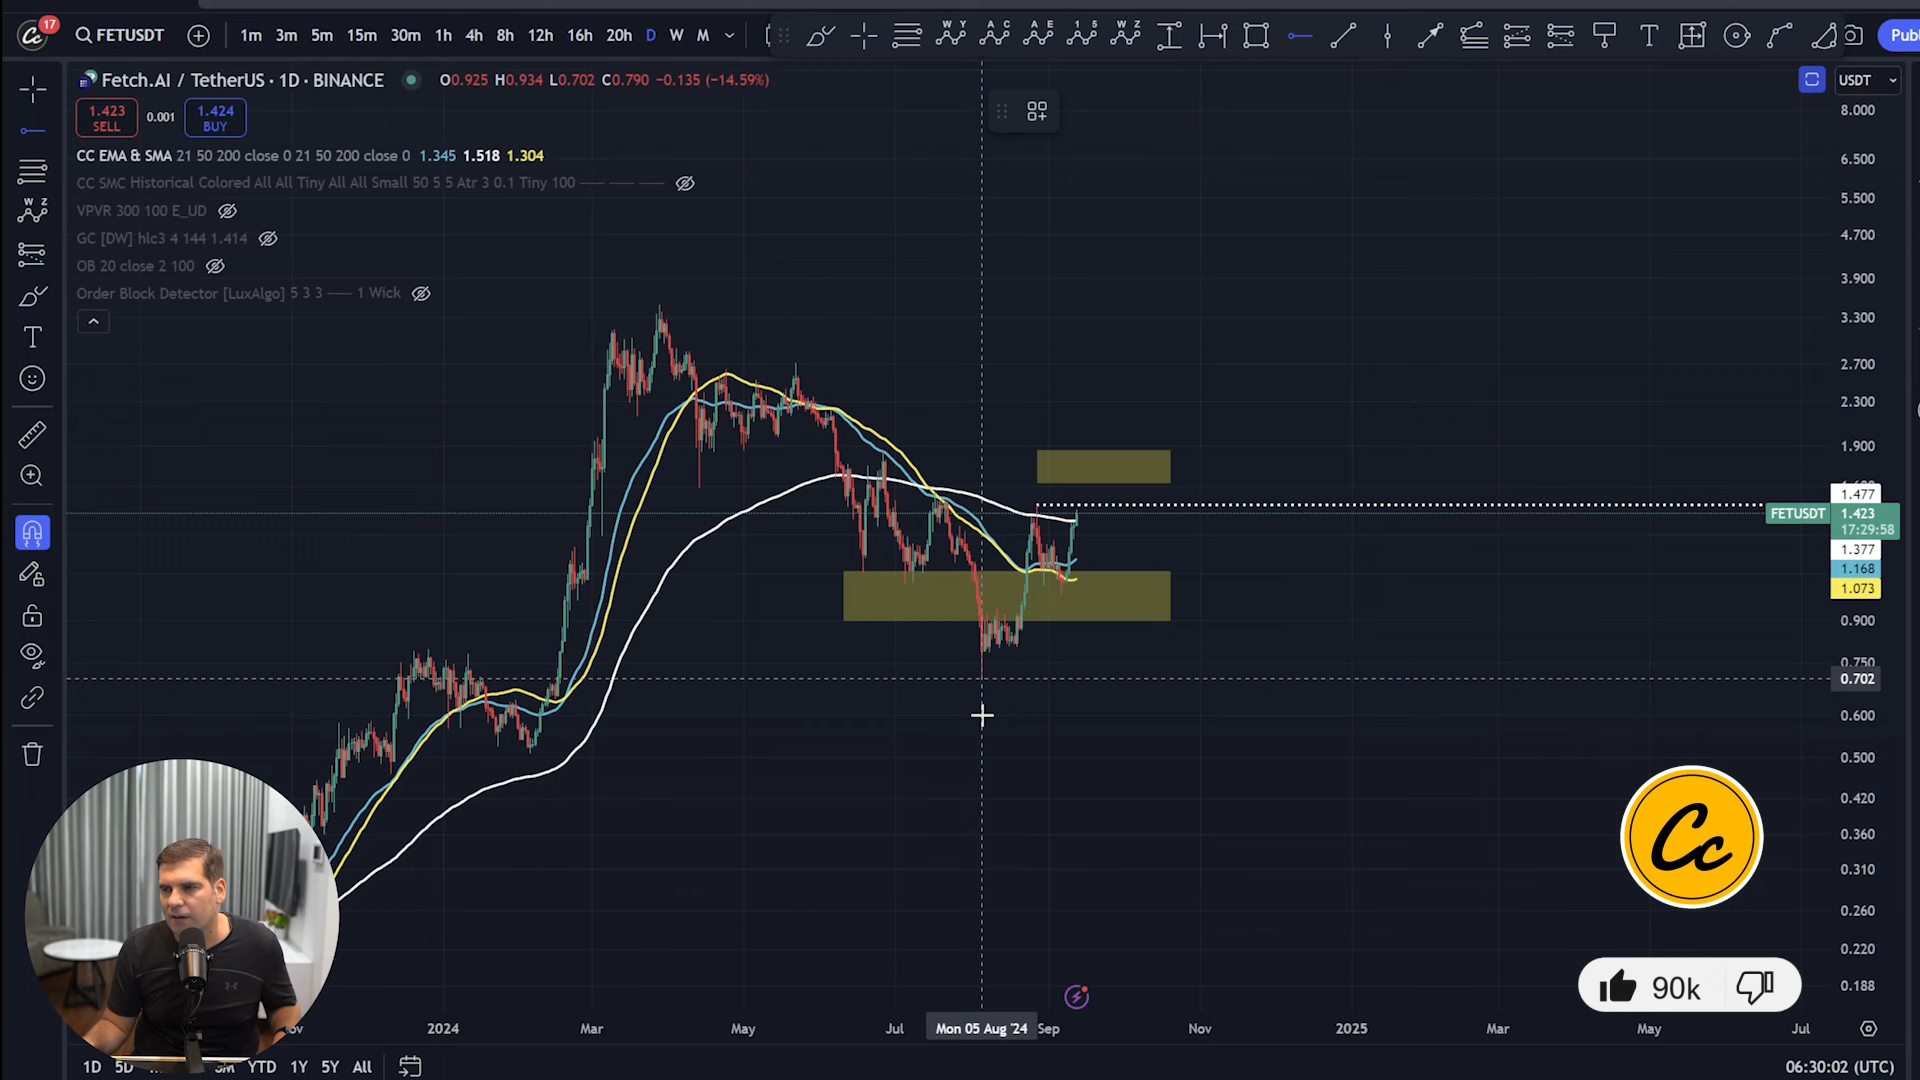 Cc 17 FETUSDT 1m 3m 5m 15m 30m 1h 4h 8h 12h 16h 20h D W M W Y A C A E 1 5 W Z Publ
Fetch.AI / TetherUS · 1D · BINANCE O0.925 H0.934 L0.702 C0.790 −0.135 (−14.59%) USDT
1.423 SELL 0.001 1.424 BUY
CC EMA & SMA 21 50 200 close 0 21 50 200 close 0 1.345 1.518 1.304
CC SMC Historical Colored All All Tiny All All Small 50 5 5 Atr 3 0.1 Tiny 100
VPVR 300 100 E_UD
GC [DW] hlc3 4 144 1.414
OB 20 close 2 100
Order Block Detector [LuxAlgo] 5 3 3 1 Wick
W Z
8.000
6.500
5.500
4.700
3.900
3.300
2.700
2.300
1.900
1.477
FETUSDT 1.423
17:29:58
1.377
1.168
1.073
0.900
0.750
0.702
0.600
0.500
0.420
0.360
0.310
0.260
0.220
0.188
Cc
90k
2024 Mar May Jul Mon 05 Aug '24 Sep Nov 2025 Mar May Jul
1D 5D YTD 1Y 5Y All 06:30:02 (UTC)